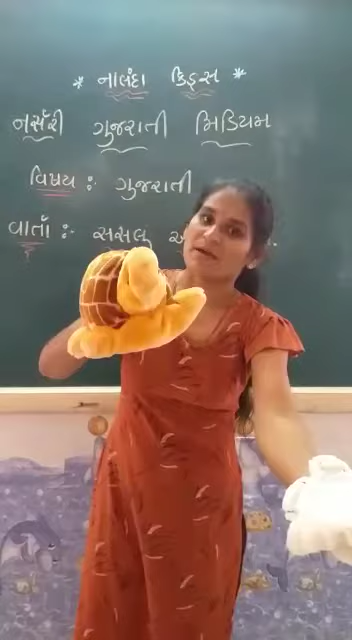 * નાલંદા કિડ્સ *
નર્સરી ગુજરાતી મિડિયમ
વિષય :- ગુજરાતી
વાર્તા :- સસલુ